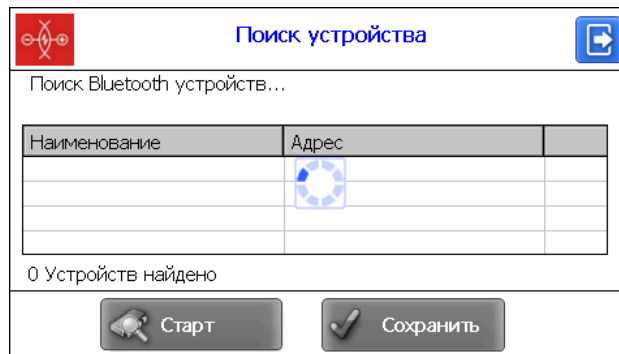 Поиск устройства
Поиск Bluetooth устройств...
Наименование Адрес
0 Устройств найдено
Старт Сохранить